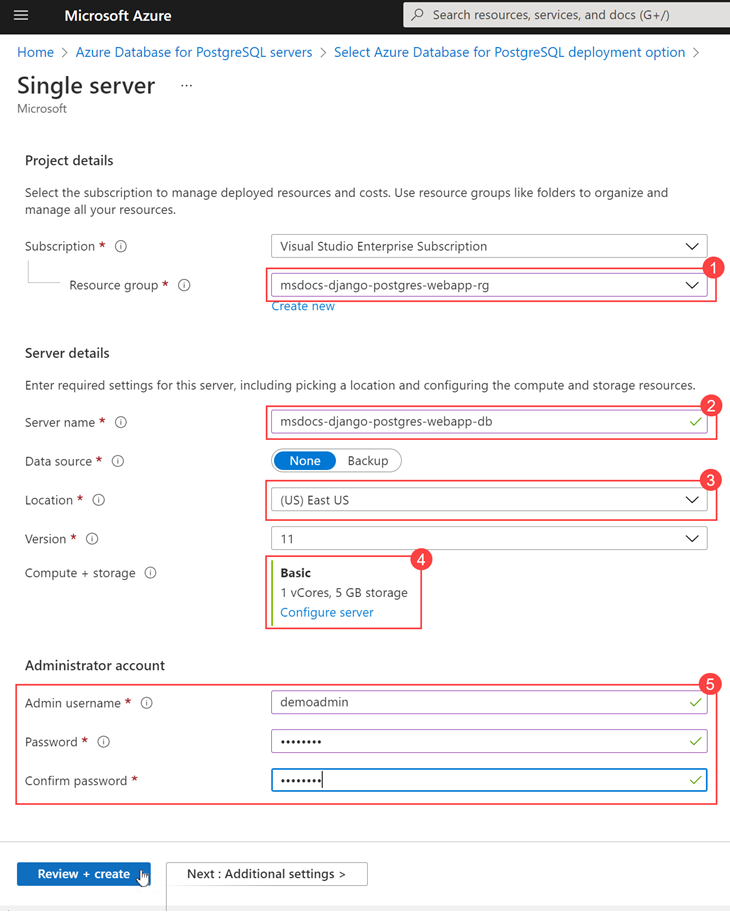 Microsoft Azure
Search resources, services, and docs (G+/)
Home > Azure Database for PostgreSQL servers > Select Azure Database for PostgreSQL deployment option >
Single server ...
Microsoft
Project details
Select the subscription to manage deployed resources and costs. Use resource groups like folders to organize and
manage all your resources.
Subscription * Visual Studio Enterprise Subscription
1
Resource group * msdocs-django-postgres-webapp-rg
Create new
Server details
Enter required settings for this server, including picking a location and configuring the compute and storage resources.
2
Server name * msdocs-django-postgres-webapp-db
Data source * None Backup
3
Location * (US) East US
Version * 11
4
Compute + storage Basic
1 vCores, 5 GB storage
Configure server
Administrator account
5
Admin username * demoadmin
Password * ••••••••
Confirm password * ••••••••
Review + create Next : Additional settings >